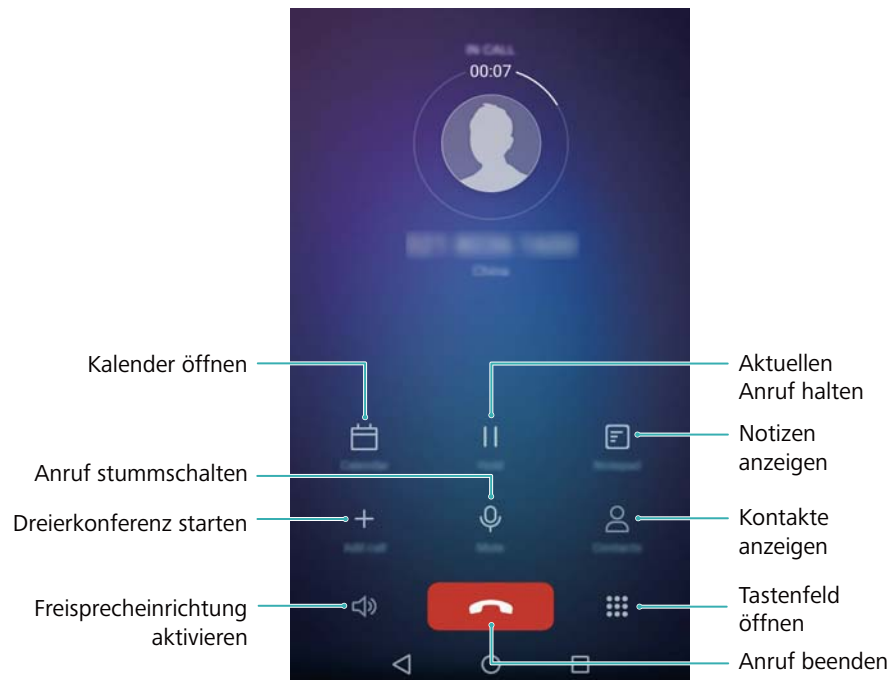 IN CALL
00:07
China
Kalender öffnen
Aktuellen
Anruf halten
Calendar
Hold
Notepad
Notizen
anzeigen
Anruf stummschalten
Dreierkonferenz starten
Add call
Mute
Contacts
Kontakte
anzeigen
Freisprecheinrichtung
aktivieren
Tastenfeld
öffnen
Anruf beenden